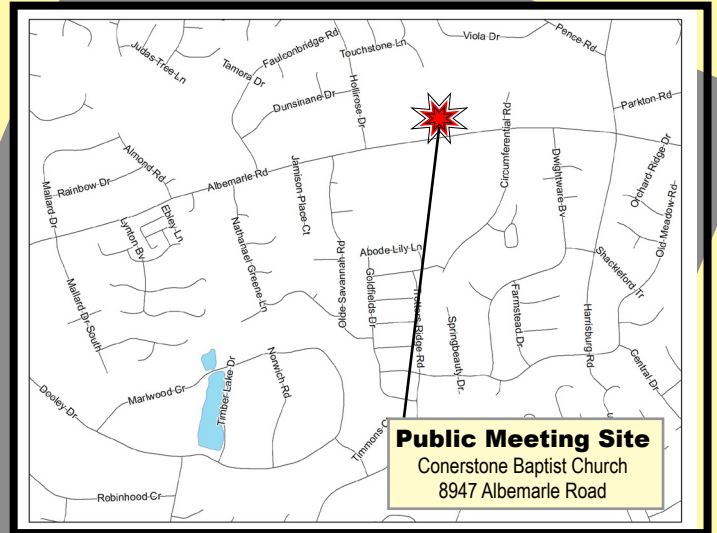 Judas Tree Ln
Tamora Dr
Faulconbridge Rd
Touchstone Ln
Viola Dr
Pence Rd
Dunsinane Dr
Hollirose Dr
Parkton Rd
Circumferential Rd
Almond Rd
Rainbow Dr
Mallard Dr
Albemarle Rd
Jamison Place Ct
Dwightware Bv
Orchard Ridge Dr
Old Meadow Rd
Lynton Bv
Ebley Ln
Nathanael Greene Ln
Olde Savannah Rd
Abode Lily Ln
Goldfields Dr
Trotters Ridge Rd
Shackleford Tr
Mallard Dr South
Springbeauty Dr
Farmstead Dr
Harrisburg Rd
Central Dr
Dooley Dr
Marlwood Cr
Timber Lake Dr
Norwich Rd
Timmons
Robinhood Cr
Public Meeting Site
Conerstone Baptist Church
8947 Albemarle Road